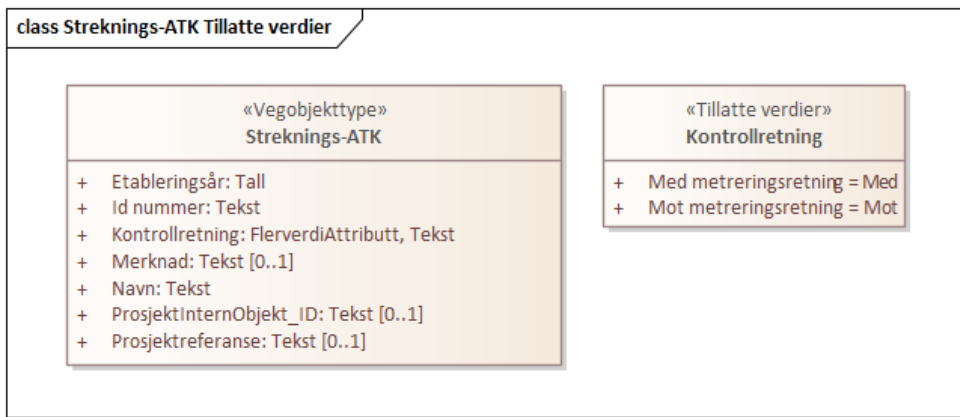 class Streknings-ATK Tillatte verdier
«Vegobjekttype»
Streknings-ATK
+ Etableringsår: Tall
+ Id nummer: Tekst
+ Kontrollretning: FlerverdiAttributt, Tekst
+ Merknad: Tekst [0..1]
+ Navn: Tekst
+ ProsjektInternObjekt_ID: Tekst [0..1]
+ Prosjektreferanse: Tekst [0..1]
«Tillatte verdier»
Kontrollretning
+ Med metreringsretning = Med
+ Mot metreringsretning = Mot